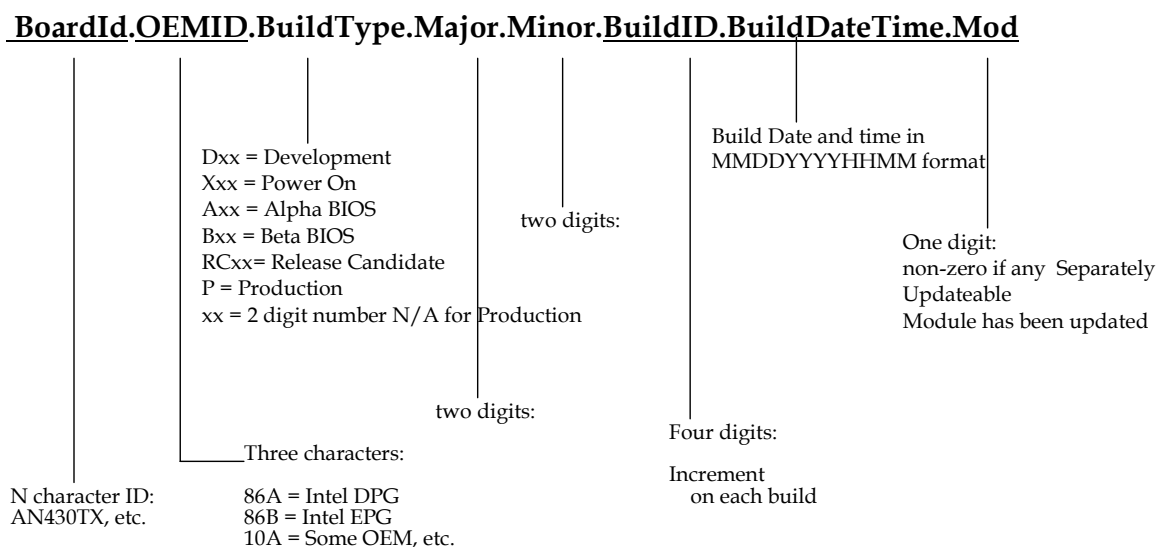 BoardId.OEMID.BuildType.Major.Minor.BuildID.BuildDateTime.Mod
Build Date and time in
MMDDYYYYHHMM format
Dxx = Development
Xxx = Power On
Axx = Alpha BIOS
Bxx = Beta BIOS
RCxx= Release Candidate
P = Production
xx = 2 digit number N/A for Production
two digits:
One digit:
non-zero if any Separately
Updateable
Module has been updated
two digits:
Four digits:
Increment
on each build
Three characters:
86A = Intel DPG
86B = Intel EPG
10A = Some OEM, etc.
N character ID:
AN430TX, etc.